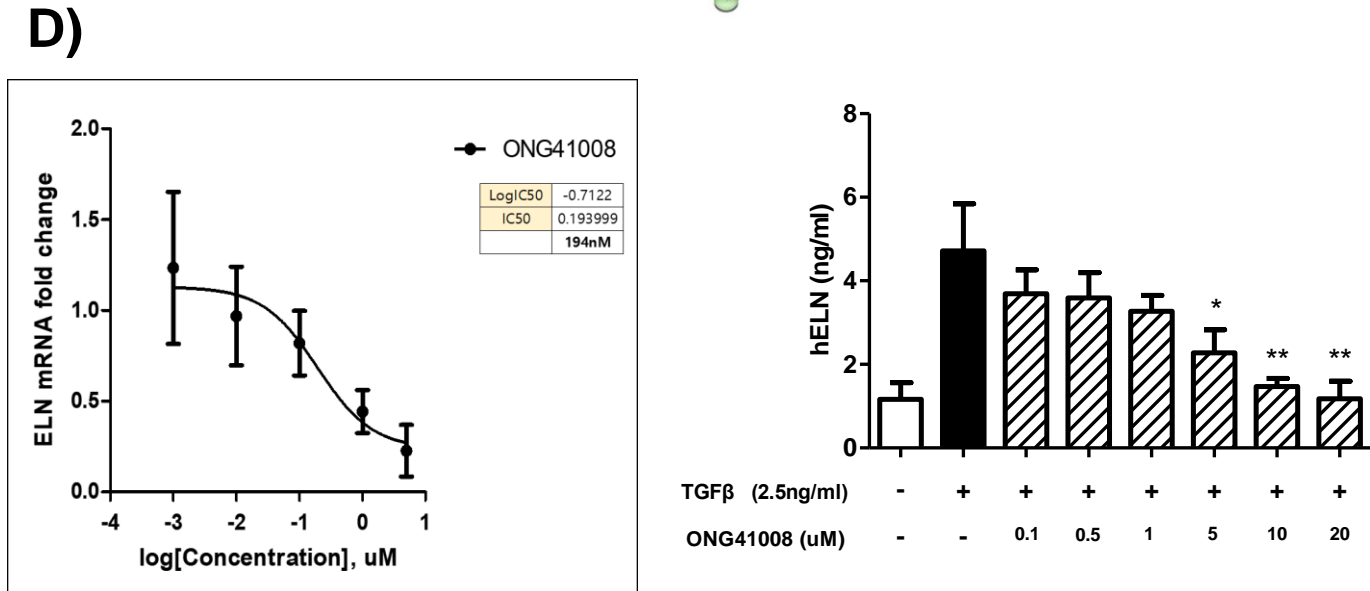 D)
2.0
1.5
1.0
0.5
0.0
ELN mRNA fold change
-4 -3 -2 -1 0 1
log[Concentration], uM
ONG41008
LogIC50 -0.7122
IC50 0.193999
194nM
8
6
4
2
0
hELN (ng/ml)
* ** **
TGFβ (2.5ng/ml) - + + + + + + +
ONG41008 (uM) - - 0.1 0.5 1 5 10 20